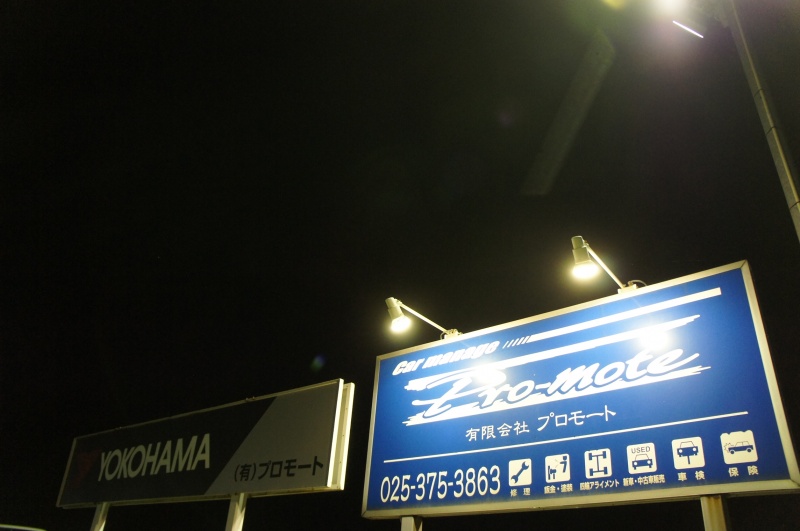 YOKOHAMA
(有)プロモート
Car manage
Pro-mote
有限会社 プロモート
025-375-3863
USED
修理 鈑金・塗装 四輪アライメント 新車・中古車販売 車検 保険